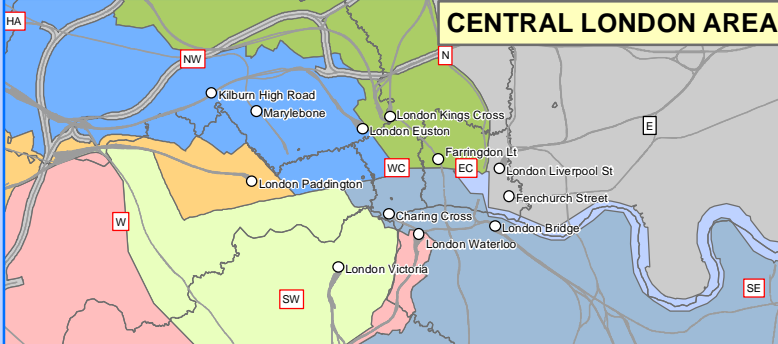 CENTRAL LONDON AREA
HA
NW
N
Kilburn High Road
Marylebone
London Kings Cross
London Euston
E
Farringdon Lt
WC
EC
London Liverpool St
London Paddington
Fenchurch Street
W
Charing Cross
London Bridge
London Waterloo
London Victoria
SW
SE